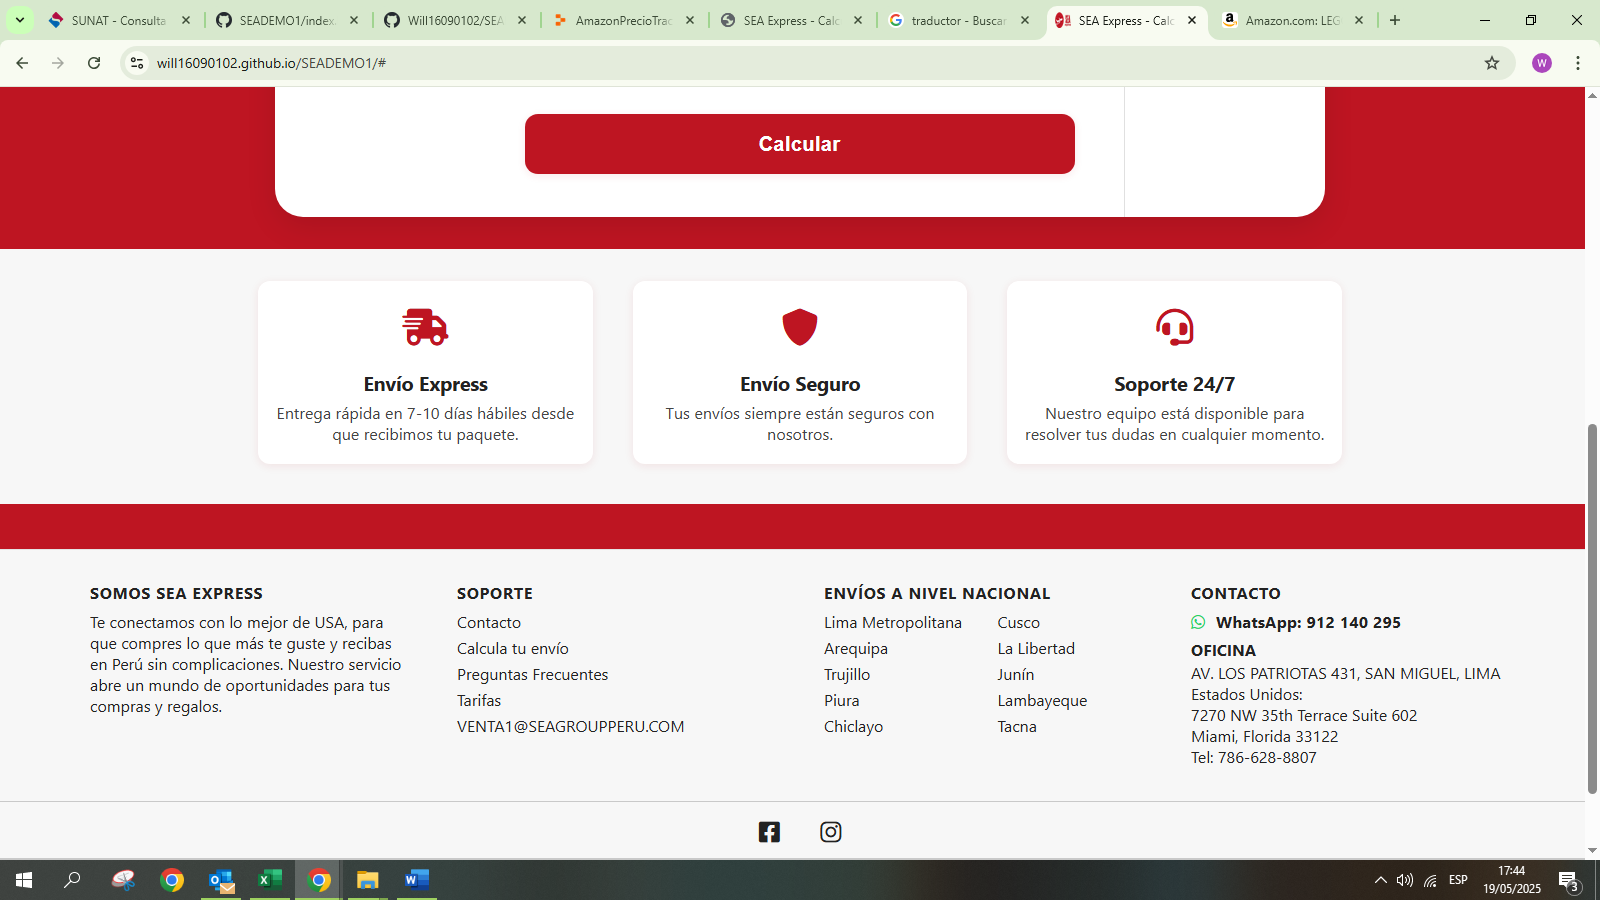 SUNAT - Consulta
SEADEMO1/index.
Will16090102/SEA
AmazonPrecioTrac
SEA Express - Calc
traductor - Buscar
SEA Express - Calc
Amazon.com: LEG
will16090102.github.io/SEADEMO1/#
W
Calcular
Envío Express
Entrega rápida en 7-10 días hábiles desde
que recibimos tu paquete.
Envío Seguro
Tus envíos siempre están seguros con
nosotros.
Soporte 24/7
Nuestro equipo está disponible para
resolver tus dudas en cualquier momento.
SOMOS SEA EXPRESS
Te conectamos con lo mejor de USA, para
que compres lo que más te guste y recibas
en Perú sin complicaciones. Nuestro servicio
abre un mundo de oportunidades para tus
compras y regalos.
SOPORTE
Contacto
Calcula tu envío
Preguntas Frecuentes
Tarifas
VENTA1@SEAGROUPPERU.COM
ENVÍOS A NIVEL NACIONAL
Lima Metropolitana
Arequipa
Trujillo
Piura
Chiclayo
Cusco
La Libertad
Junín
Lambayeque
Tacna
CONTACTO
WhatsApp: 912 140 295
OFICINA
AV. LOS PATRIOTAS 431, SAN MIGUEL, LIMA
Estados Unidos:
7270 NW 35th Terrace Suite 602
Miami, Florida 33122
Tel: 786-628-8807
ESP
17:44
19/05/2025
3